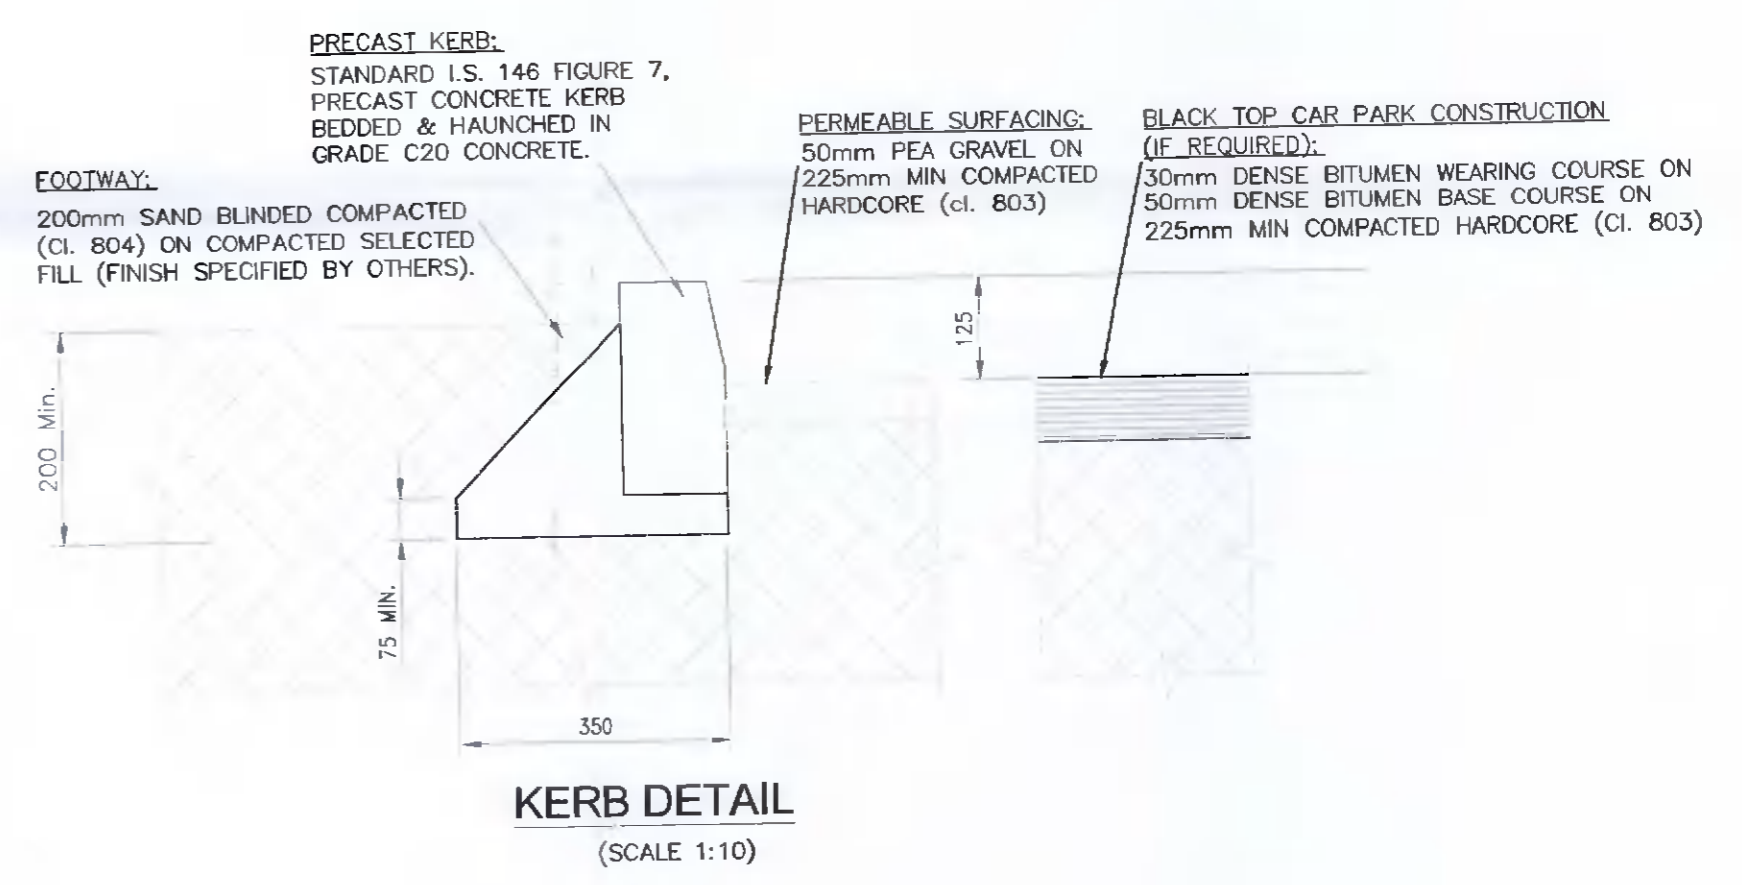 PRECAST KERB:
STANDARD I.S. 146 FIGURE 7,
PRECAST CONCRETE KERB
BEDDED & HAUNCHED IN
GRADE C20 CONCRETE.
PERMEABLE SURFACING:
50mm PEA GRAVEL ON
225mm MIN COMPACTED
HARDCORE (cl. 803)
BLACK TOP CAR PARK CONSTRUCTION
(IF REQUIRED):
30mm DENSE BITUMEN WEARING COURSE ON
50mm DENSE BITUMEN BASE COURSE ON
225mm MIN COMPACTED HARDCORE (Cl. 803)
FOOTWAY:
200mm SAND BLINDED COMPACTED
(Cl. 804) ON COMPACTED SELECTED
FILL (FINISH SPECIFIED BY OTHERS).
125
200 Min.
75 MIN.
350
KERB DETAIL
(SCALE 1:10)